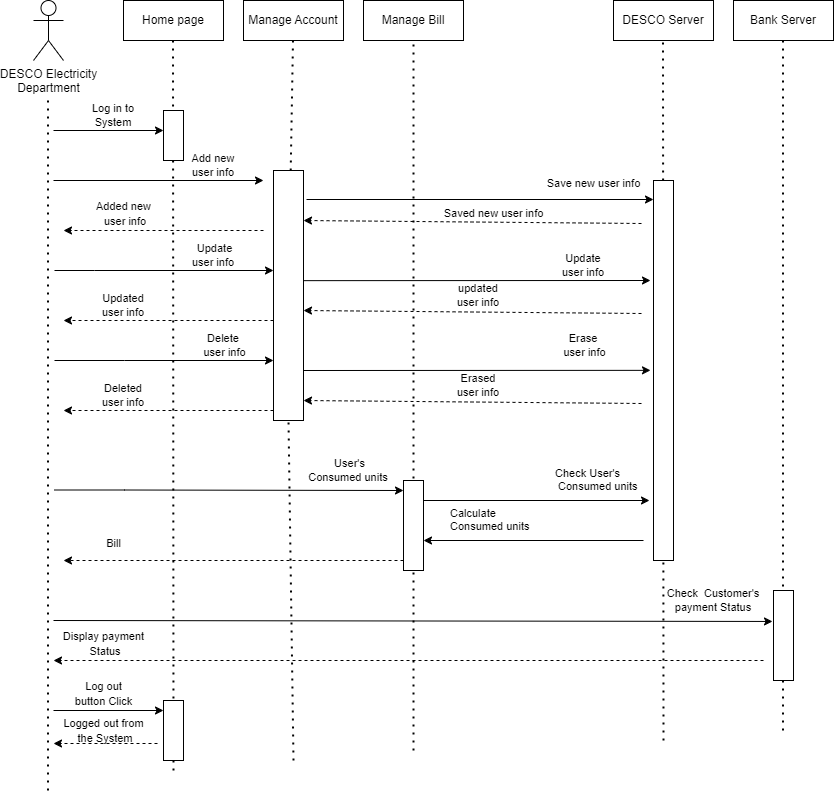 Home page
Manage Account
Manage Bill
DESCO Server
Bank Server
DESCO Electricity
Department
Log in to
System
Add new
user info
Save new user info
Added new
user info
Saved new user info
Update
user info
Update
user info
Updated
user info
updated
user info
Delete
user info
Erase
user info
Deleted
user info
Erased
user info
User's
Consumed units
Check User's
Consumed units
Calculate
Consumed units
Bill
Check Customer's
payment Status
Display payment
Status
Log out
button Click
Logged out from
the System